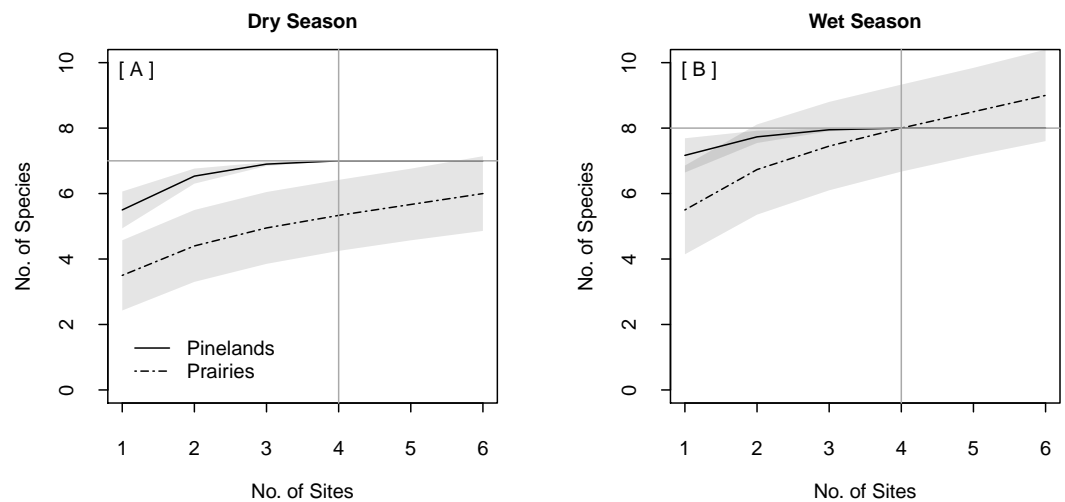 Dry Season
[ A ]
No. of Species
10
8
6
4
2
0
Pinelands
Prairies
1 2 3 4 5 6
No. of Sites
Wet Season
[ B ]
No. of Species
10
8
6
4
2
0
1 2 3 4 5 6
No. of Sites